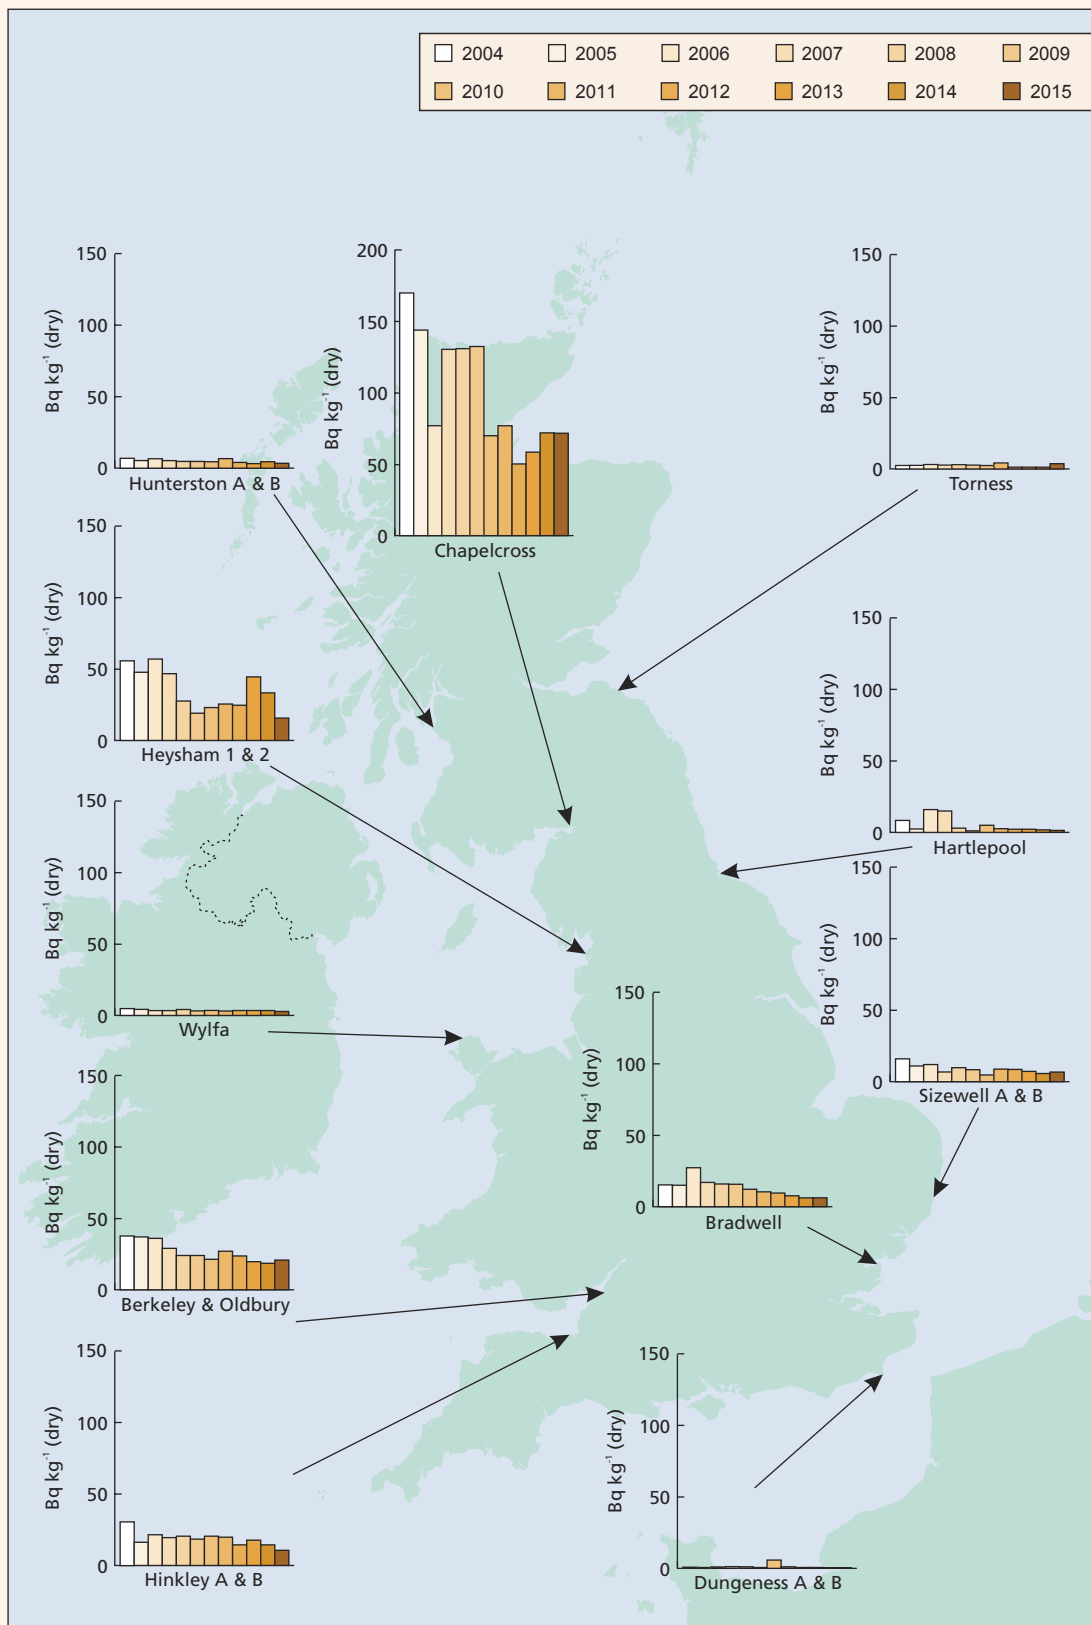 2004 2005 2006 2007 2008 2009
2010 2011 2012 2013 2014 2015
150
100
50
0
Bq kg⁻¹ (dry)
Hunterston A & B
200
150
100
50
0
Bq kg⁻¹ (dry)
Chapelcross
150
100
50
0
Bq kg⁻¹ (dry)
Torness
150
100
50
0
Bq kg⁻¹ (dry)
Heysham 1 & 2
150
100
50
0
Bq kg⁻¹ (dry)
Hartlepool
150
100
50
0
Bq kg⁻¹ (dry)
Wylfa
150
100
50
0
Bq kg⁻¹ (dry)
Sizewell A & B
150
100
50
0
Bq kg⁻¹ (dry)
Bradwell
150
100
50
0
Bq kg⁻¹ (dry)
Berkeley & Oldbury
150
100
50
0
Bq kg⁻¹ (dry)
Hinkley A & B
150
100
50
0
Bq kg⁻¹ (dry)
Dungeness A & B